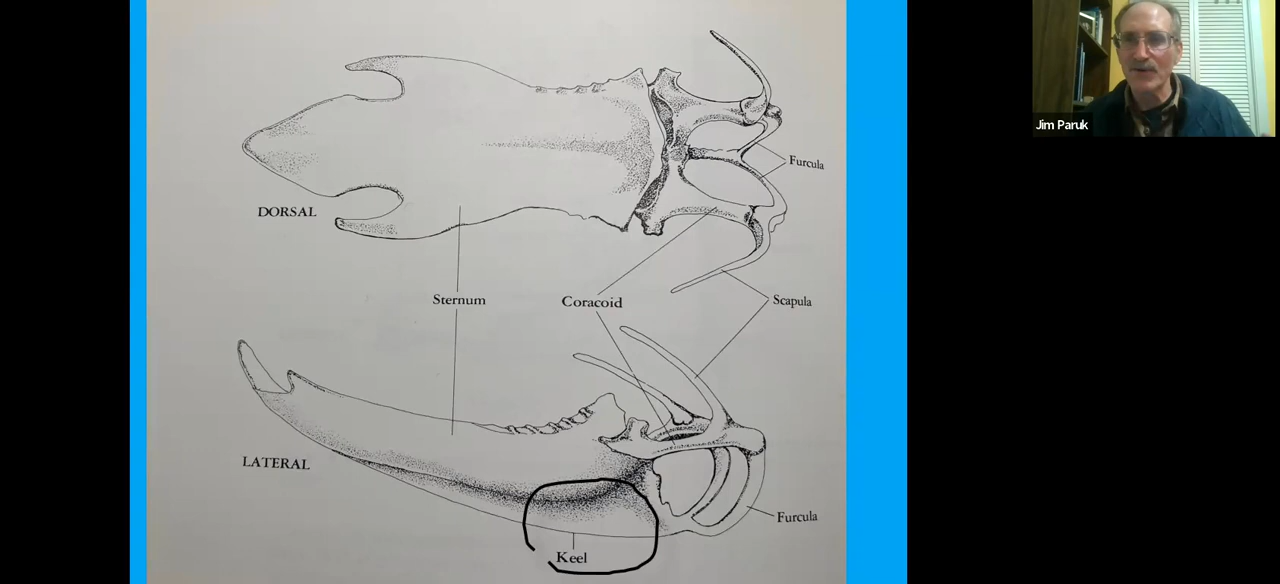 Jim Paruk
Furcula
DORSAL
Sternum
Coracoid
Scapula
LATERAL
Furcula
Keel